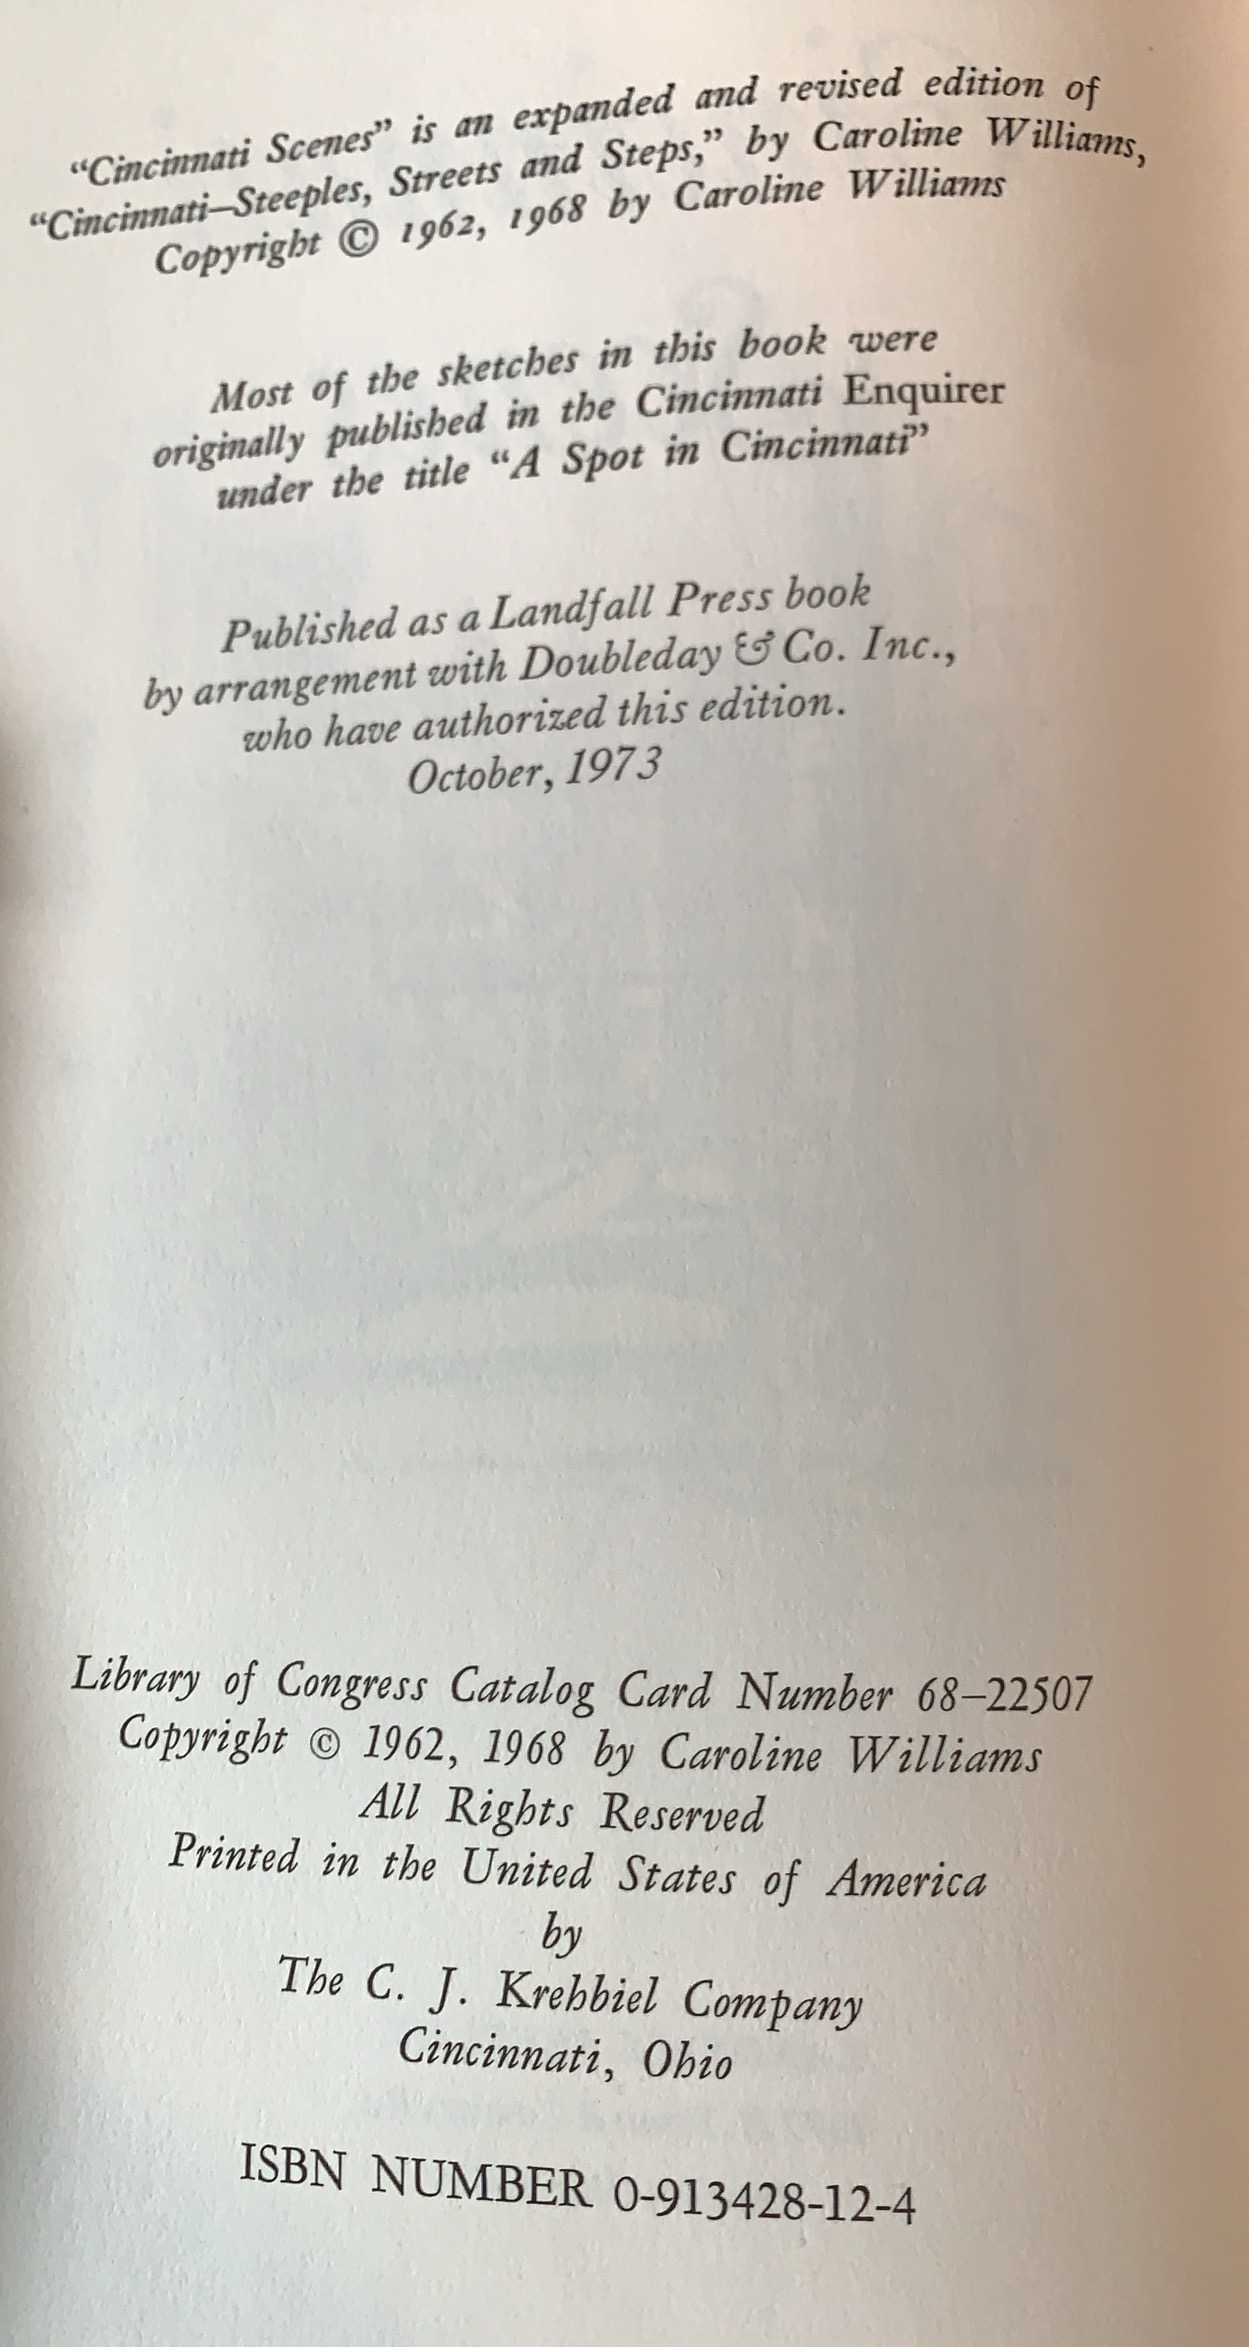 “Cincinnati Scenes” is an expanded and revised edition of
“Cincinnati—Steeples, Streets and Steps,” by Caroline Williams,
Copyright © 1962, 1968 by Caroline Williams
Most of the sketches in this book were
originally published in the Cincinnati Enquirer
under the title “A Spot in Cincinnati”
Published as a Landfall Press book
by arrangement with Doubleday & Co. Inc.,
who have authorized this edition.
October, 1973
Library of Congress Catalog Card Number 68–22507
Copyright © 1962, 1968 by Caroline Williams
All Rights Reserved
Printed in the United States of America
by
The C. J. Krehbiel Company
Cincinnati, Ohio
ISBN NUMBER 0-913428-12-4